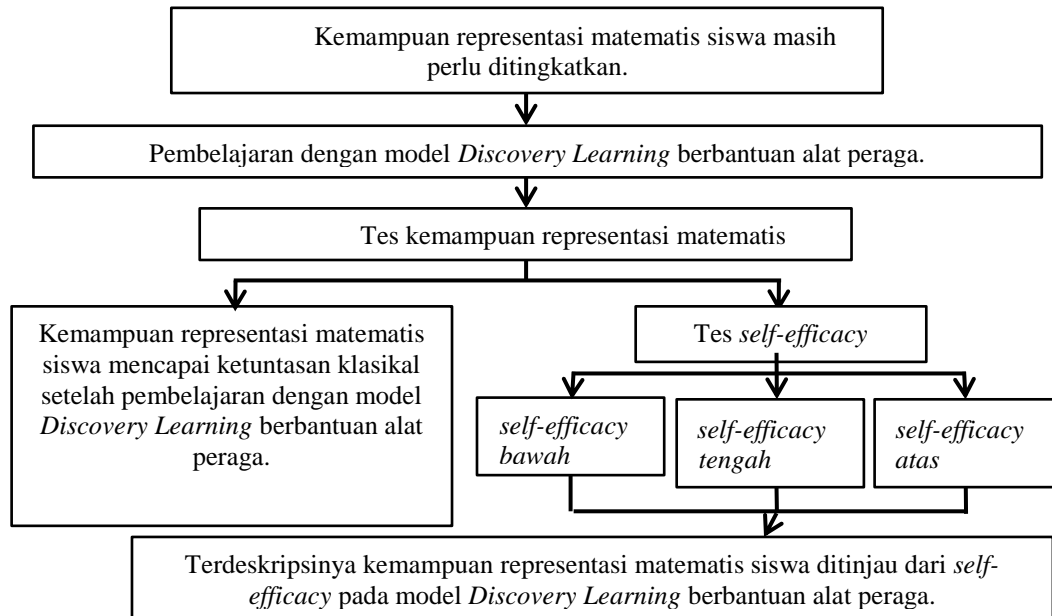 Kemampuan representasi matematis siswa masih
perlu ditingkatkan.
Pembelajaran dengan model Discovery Learning berbantuan alat peraga.
Tes kemampuan representasi matematis
Kemampuan representasi matematis
siswa mencapai ketuntasan klasikal
setelah pembelajaran dengan model
Discovery Learning berbantuan alat
peraga.
Tes self-efficacy
self-efficacy
bawah
self-efficacy
tengah
self-efficacy
atas
Terdeskripsinya kemampuan representasi matematis siswa ditinjau dari self-
efficacy pada model Discovery Learning berbantuan alat peraga.